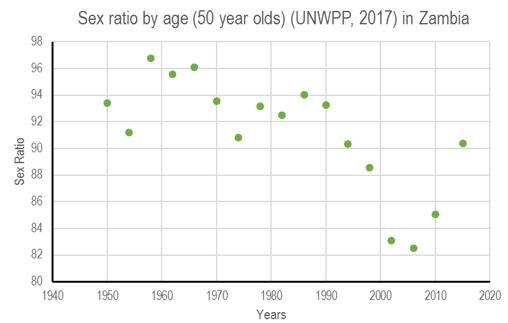 Sex ratio by age (50 year olds) (UNWPP, 2017) in Zambia
98
96
94
92
90
88
86
84
82
80
Sex Ratio
1940 1950 1960 1970 1980 1990 2000 2010 2020
Years